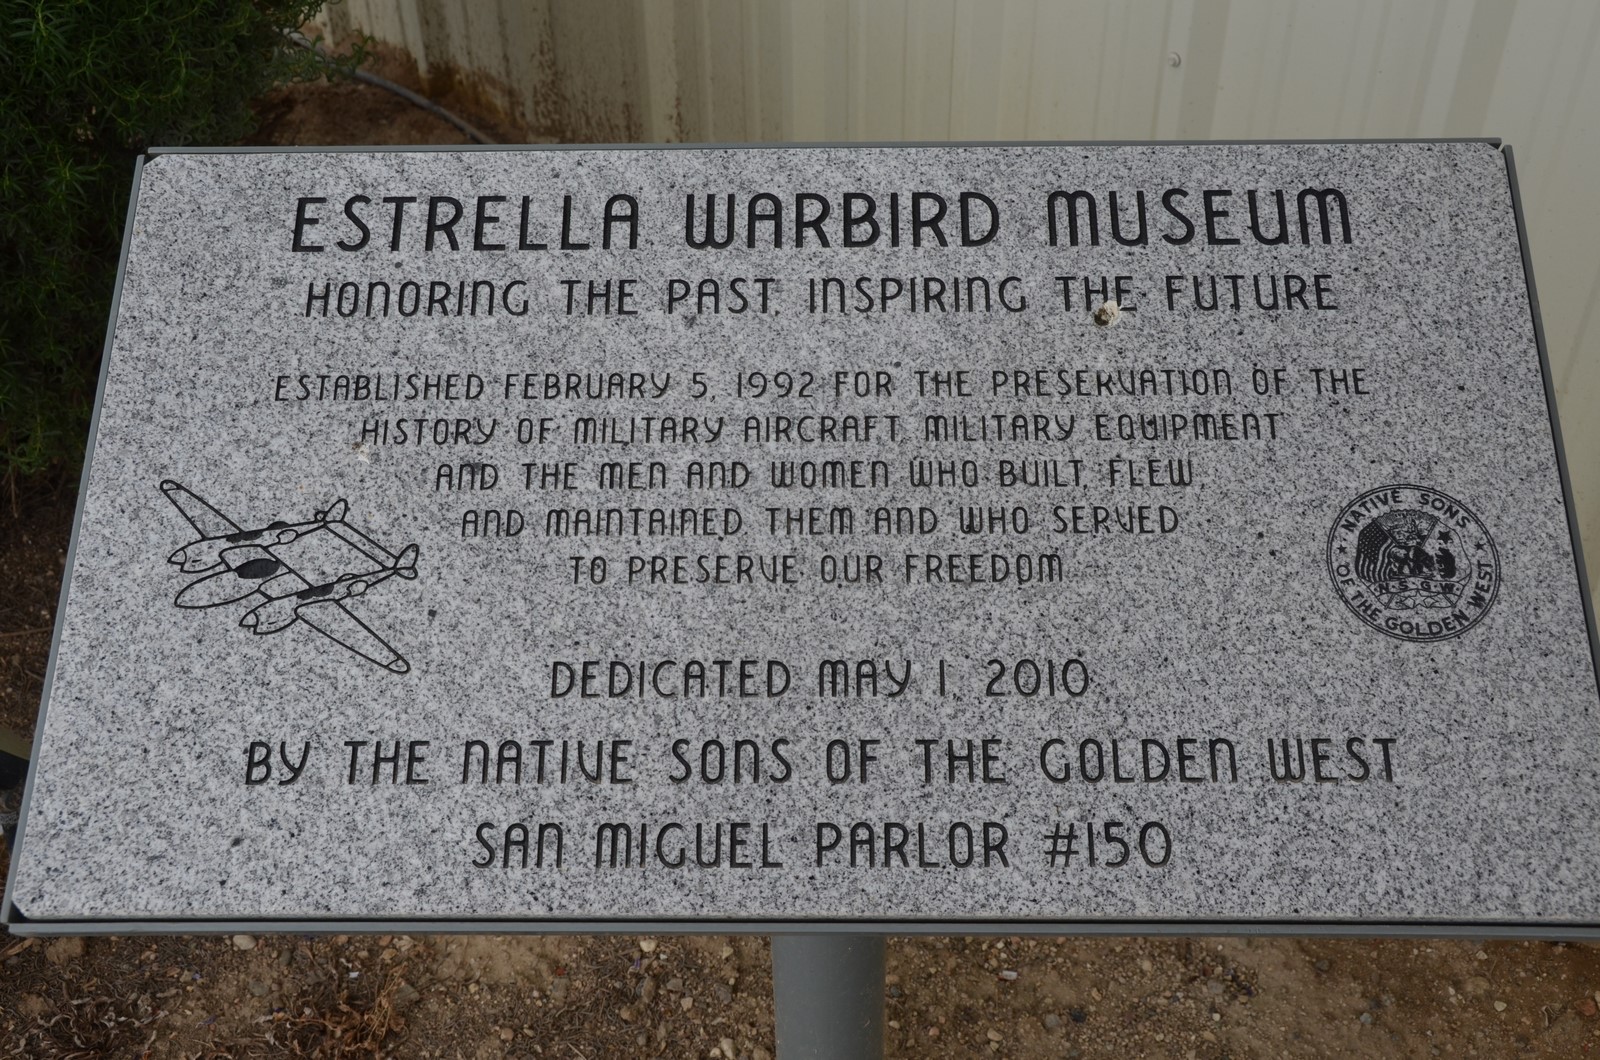 ESTRELLA WARBIRD MUSEUM
HONORING THE PAST, INSPIRING THE FUTURE
ESTABLISHED FEBRUARY 5, 1992 FOR THE PRESERVATION OF THE
HISTORY OF MILITARY AIRCRAFT, MILITARY EQUIPMENT
AND THE MEN AND WOMEN WHO BUILT, FLEW
AND MAINTAINED THEM AND WHO SERVED
TO PRESERVE OUR FREEDOM
NATIVE SONS
OF THE GOLDEN WEST
N.S.G.W.
DEDICATED MAY 1, 2010
BY THE NATIVE SONS OF THE GOLDEN WEST
SAN MIGUEL PARLOR #150